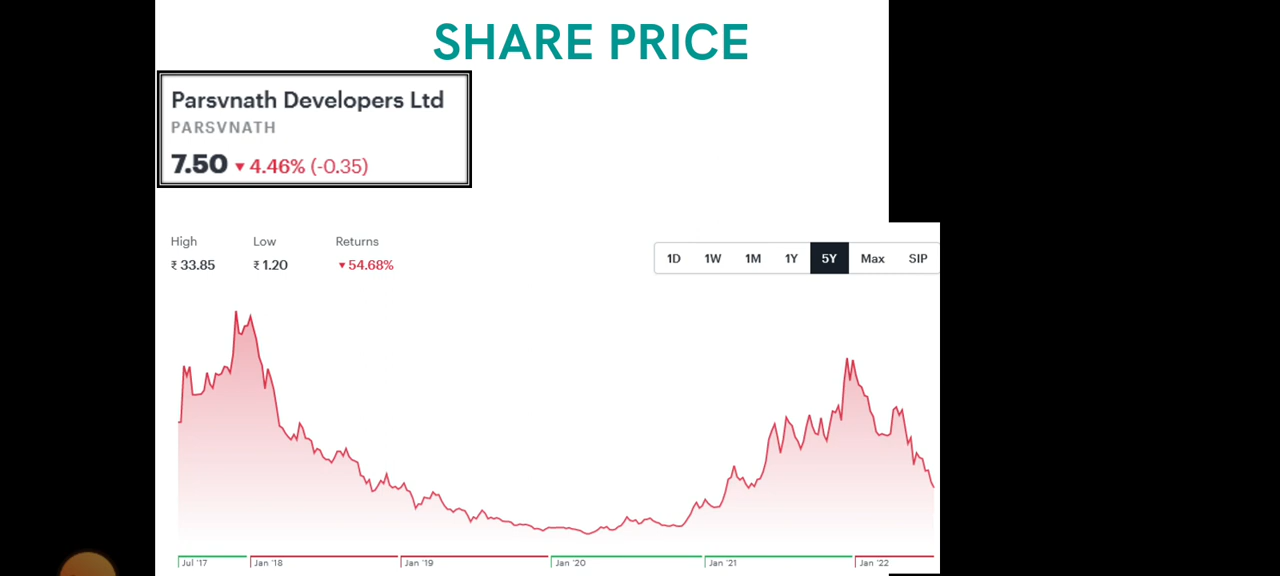 SHARE PRICE
Parsvnath Developers Ltd
PARSVNATH
7.50 ▼ 4.46% (-0.35)
High Low Returns
₹ 33.85 ₹ 1.20 ▼ 54.68%
1D 1W 1M 1Y 5Y Max SIP
Jul '17 Jan '18 Jan '19 Jan '20 Jan '21 Jan '22